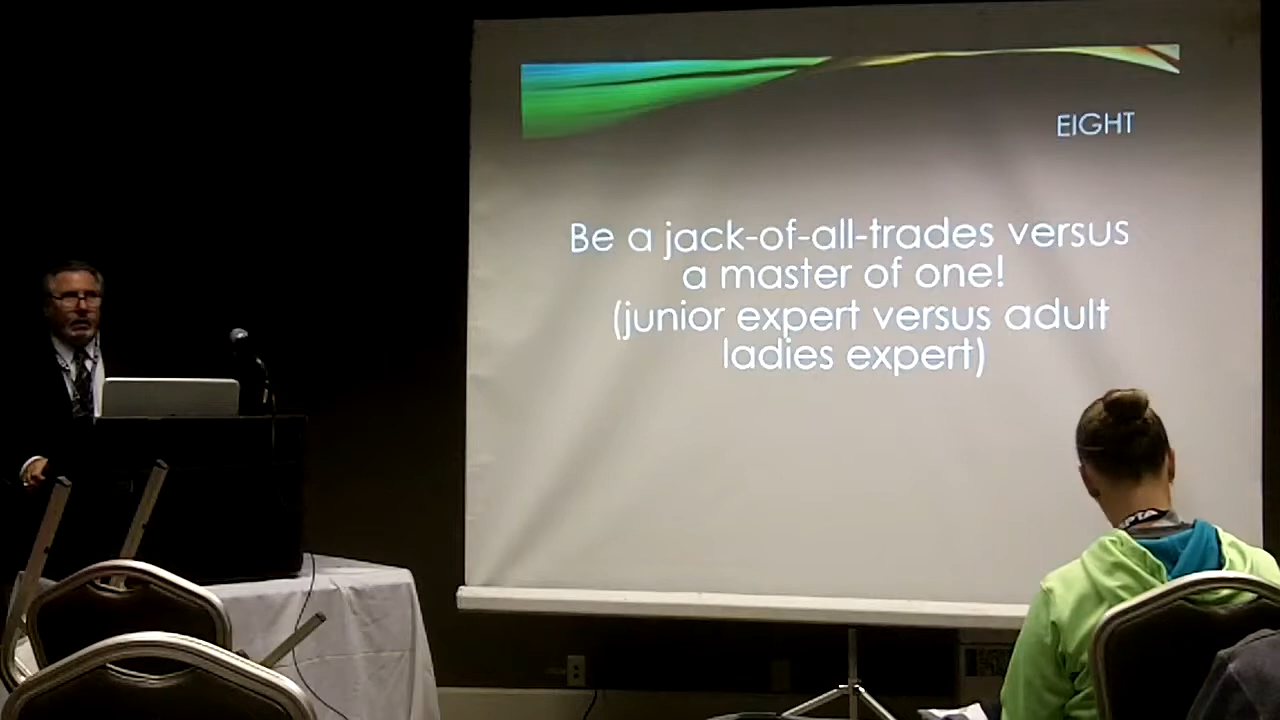 EIGHT
Be a jack-of-all-trades versus
a master of one!
(junior expert versus adult
ladies expert)